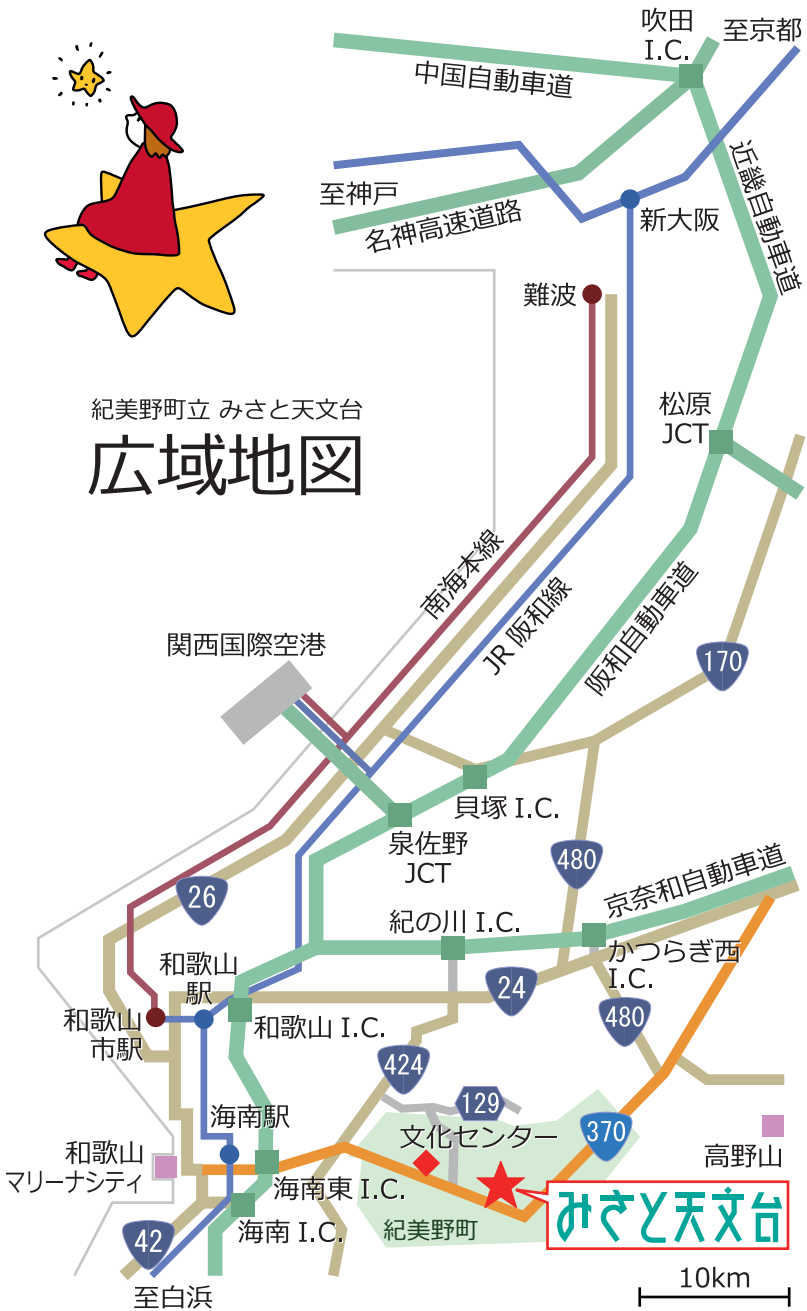 吹田
I.C.
至京都
中国自動車道
近畿自動車道
至神戸
名神高速道路
新大阪
難波
紀美野町立 みさと天文台
広域地図
松原
JCT
南海本線
JR 阪和線
阪和自動車道
関西国際空港
170
貝塚 I.C.
泉佐野
JCT
480
26
京奈和自動車道
紀の川 I.C.
かつらぎ西
I.C.
和歌山
駅
24
480
和歌山
市駅
和歌山 I.C.
424
129
海南駅
文化センター
370
高野山
和歌山
マリーナシティ
海南東 I.C.
みさと天文台
海南 I.C.
紀美野町
42
至白浜
10km